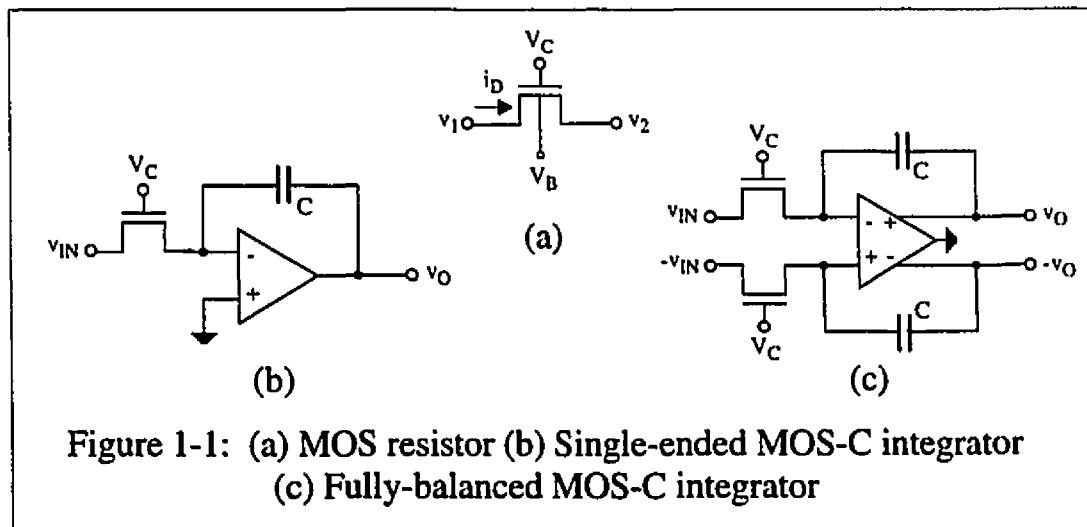 V_C
i_D
v_1
v_2
V_B
(a)
V_C
C
v_IN
-
+
v_O
(b)
V_C
C
v_IN
- +
v_O
-v_IN
+ -
-v_O
C
V_C
(c)
Figure 1-1: (a) MOS resistor (b) Single-ended MOS-C integrator
(c) Fully-balanced MOS-C integrator